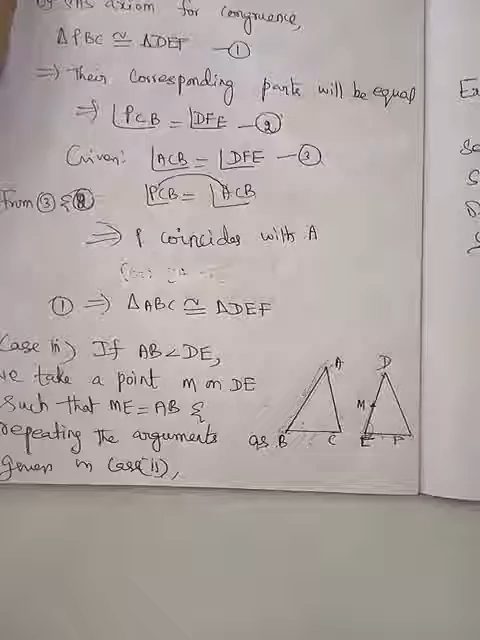 By SAS axiom for congruence,
ΔPBC ≅ ΔDEF —①
⇒ Their corresponding parts will be equal
⇒ ∠PCB = ∠DFE —②
Given: ∠ACB = ∠DFE —③
From ③ & ② ∠PCB = ∠ACB
⇒ P coincides with A
① ⇒ ΔABC ≅ ΔDEF
Case ii) If AB < DE,
we take a point M on DE
such that ME = AB &
repeating the arguments as
given in Case(i),
A
B C
D
M
E F
Ex